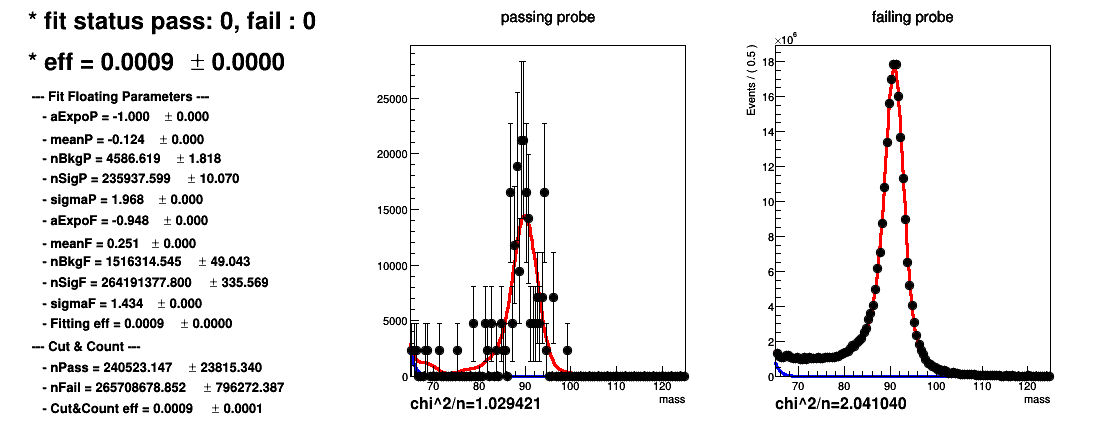 * fit status pass: 0, fail : 0
* eff = 0.0009 ± 0.0000
--- Fit Floating Parameters ---
- aExpoP = -1.000 ± 0.000
- meanP = -0.124 ± 0.000
- nBkgP = 4586.619 ± 1.818
- nSigP = 235937.599 ± 10.070
- sigmaP = 1.968 ± 0.000
- aExpoF = -0.948 ± 0.000
- meanF = 0.251 ± 0.000
- nBkgF = 1516314.545 ± 49.043
- nSigF = 264191377.800 ± 335.569
- sigmaF = 1.434 ± 0.000
- Fitting eff = 0.0009 ± 0.0000
--- Cut & Count ---
- nPass = 240523.147 ± 23815.340
- nFail = 265708678.852 ± 796272.387
- Cut&Count eff = 0.0009 ± 0.0001
passing probe
25000
20000
15000
10000
5000
0
70 80 90 100 110 120
mass
chi^2/n=1.029421
failing probe
×10^6
Events / ( 0.5 )
18
16
14
12
10
8
6
4
2
0
70 80 90 100 110 120
mass
chi^2/n=2.041040